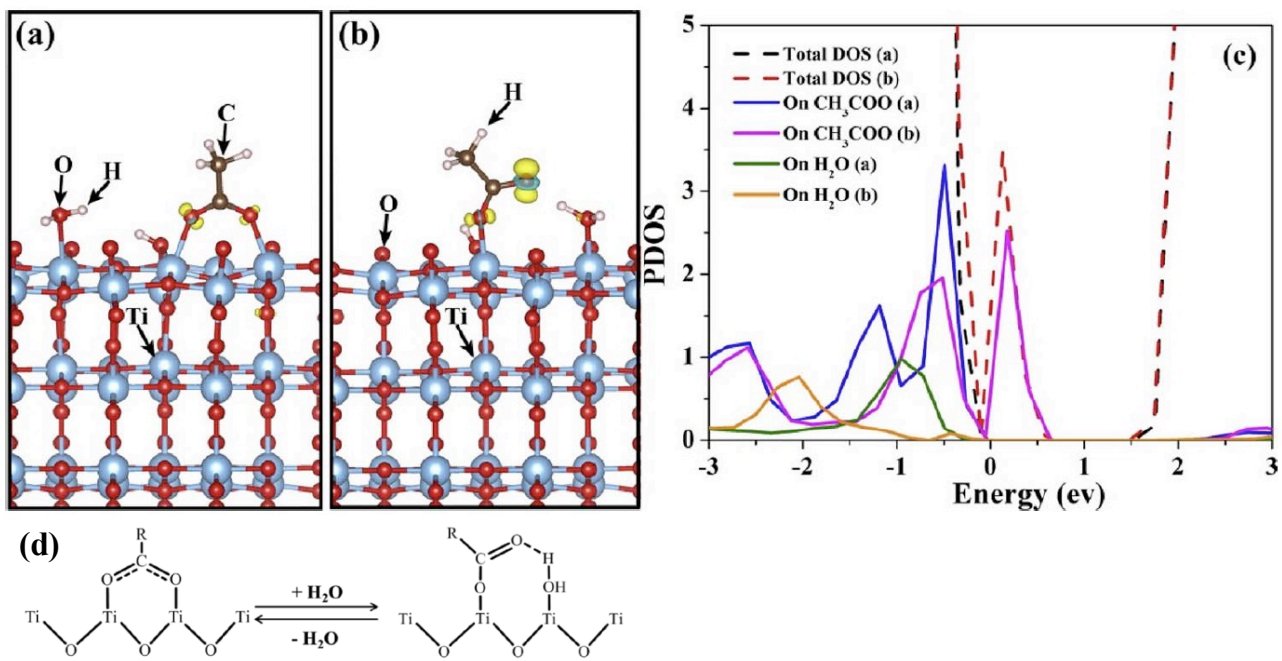 (a)
C
O
H
Ti
(b)
H
O
Ti
(c)
Total DOS (a)
Total DOS (b)
On CH₃COO (a)
On CH₃COO (b)
On H₂O (a)
On H₂O (b)
PDOS
5
4
3
2
1
0
-3 -2 -1 0 1 2 3
Energy (ev)
(d)
R
C
O O
Ti Ti Ti Ti
O O O
+ H₂O
- H₂O
R
O
C H
O OH
Ti Ti Ti Ti
O O O